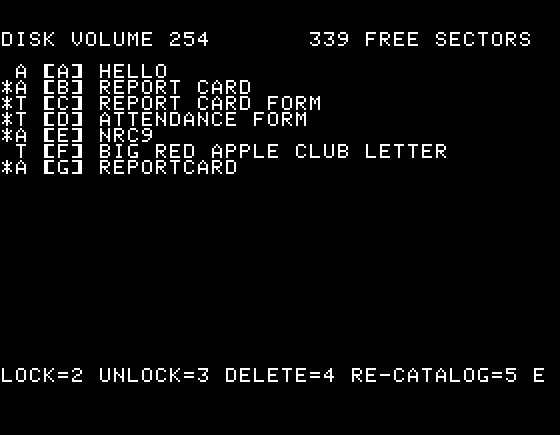 DISK VOLUME 254 339 FREE SECTORS
A [A] HELLO
*A [B] REPORT CARD
*T [C] REPORT CARD FORM
*T [D] ATTENDANCE FORM
*A [E] NRC9
T [F] BIG RED APPLE CLUB LETTER
*A [G] REPORTCARD
LOCK=2 UNLOCK=3 DELETE=4 RE-CATALOG=5 E